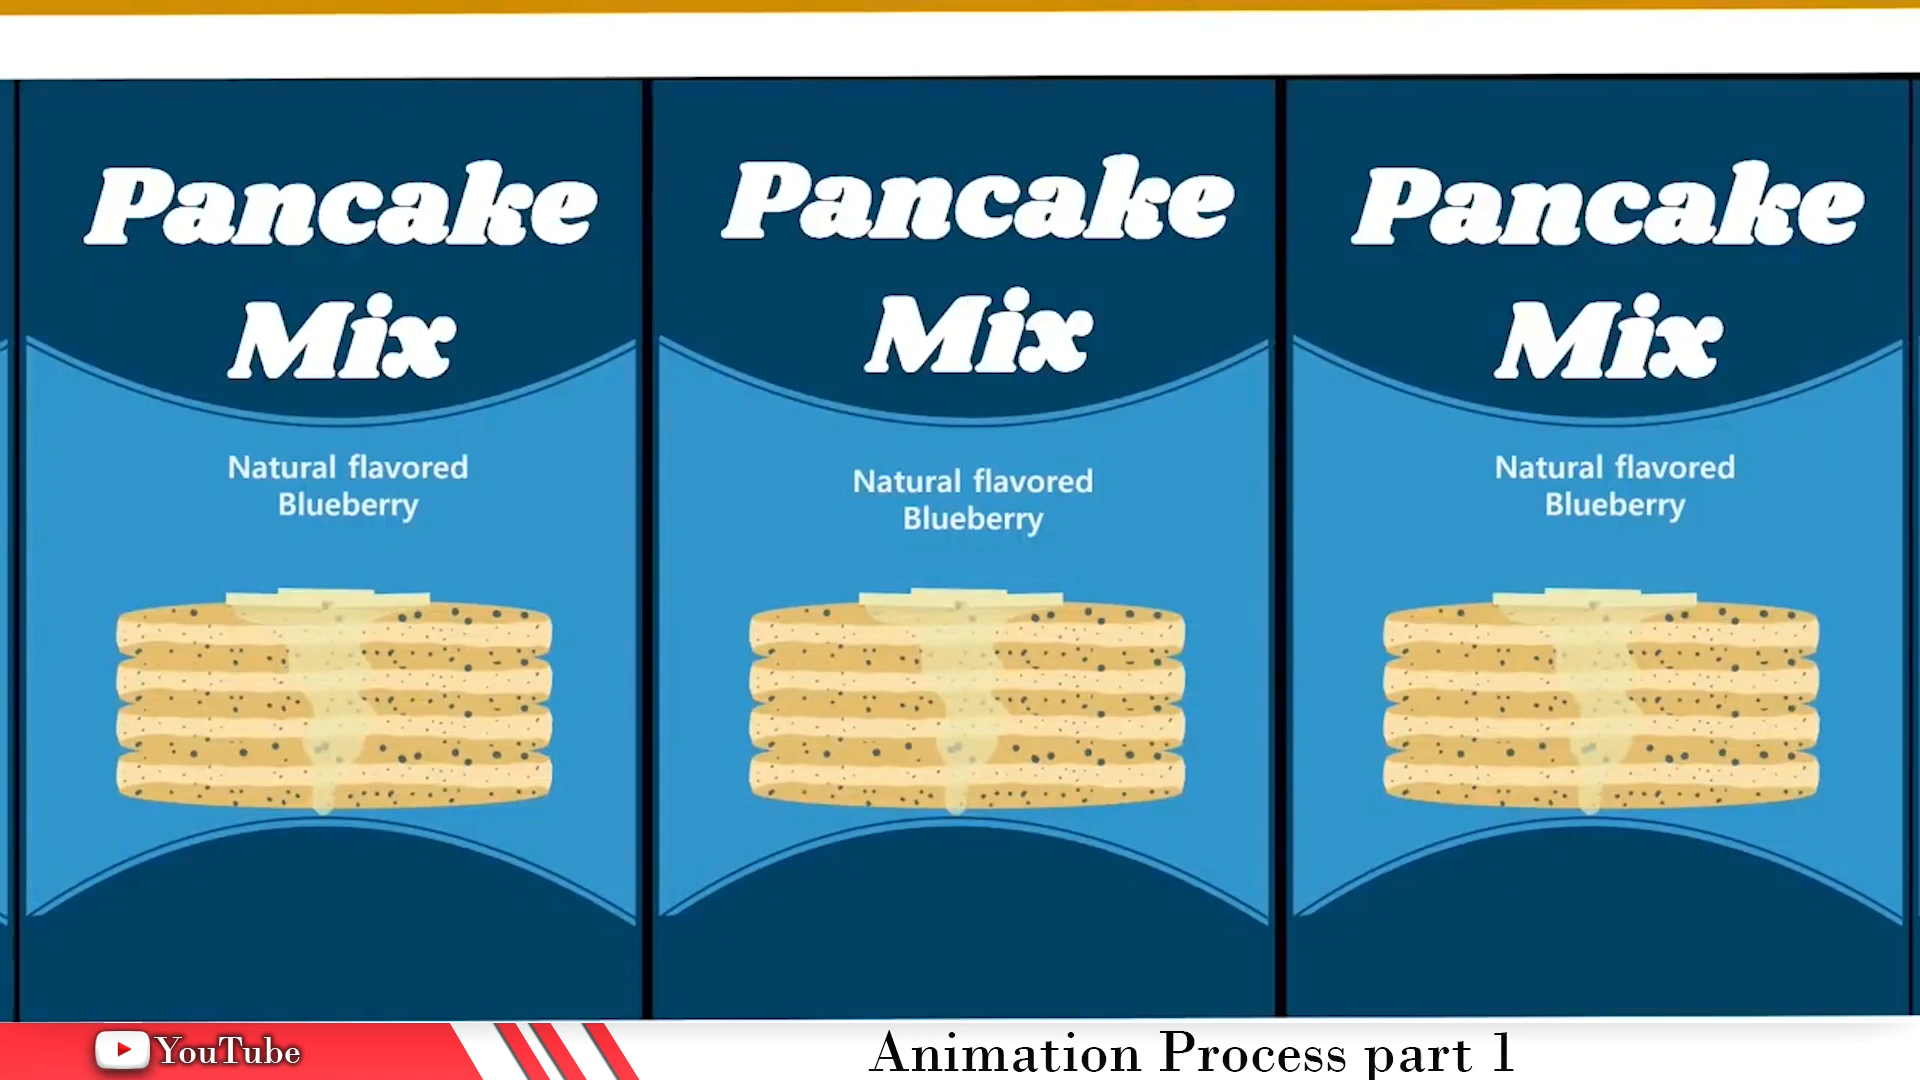 Pancake
Mix
Natural flavored
Blueberry
Pancake
Mix
Natural flavored
Blueberry
Pancake
Mix
Natural flavored
Blueberry
YouTube
Animation Process part 1